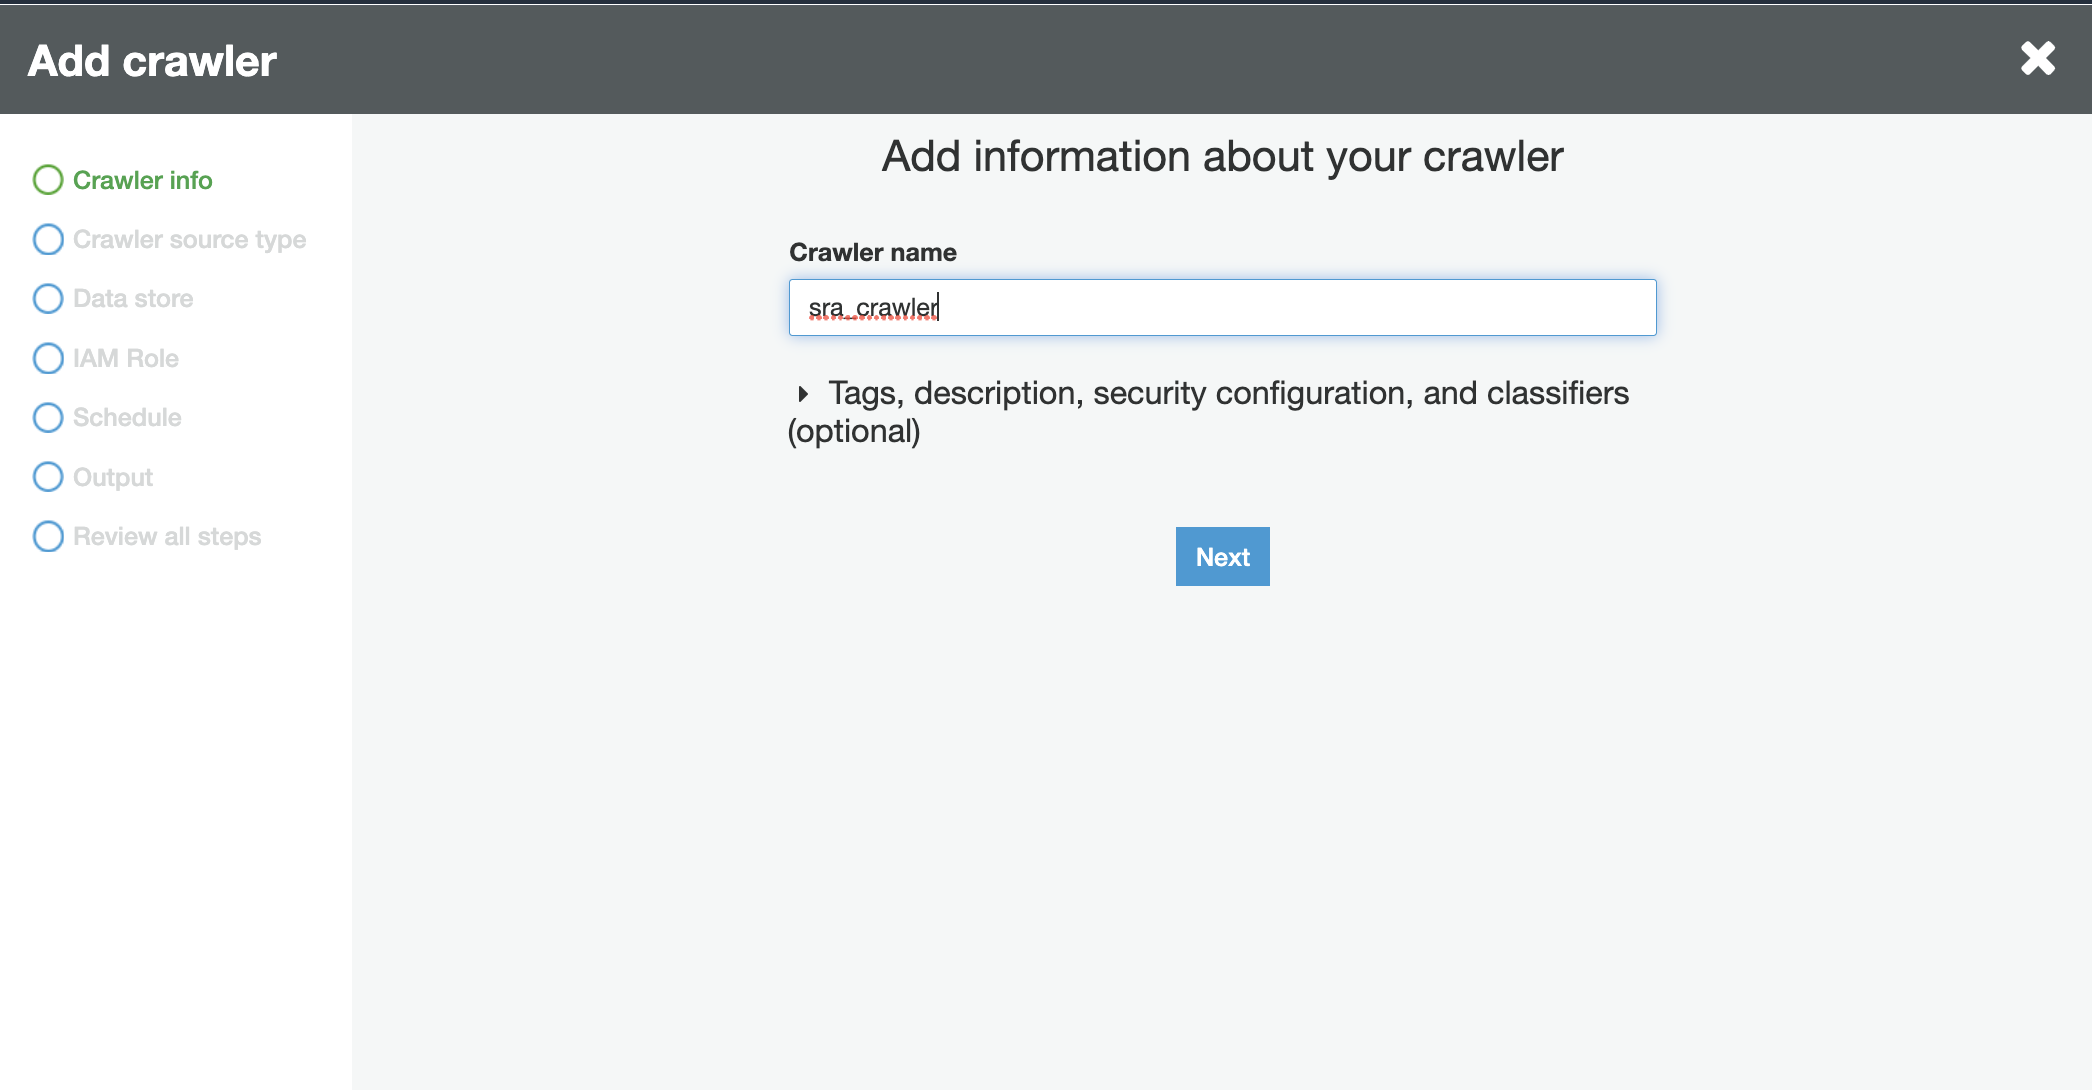 Add crawler
Crawler info
Crawler source type
Data store
IAM Role
Schedule
Output
Review all steps
Add information about your crawler
Crawler name
sra_crawler
Tags, description, security configuration, and classifiers
(optional)
Next